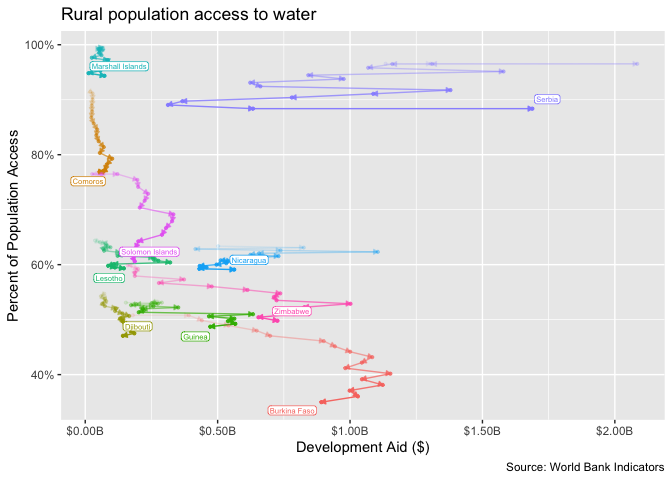 Rural population access to water
100%
Marshall Islands
Serbia
80%
Comoros
Solomon Islands
Nicaragua
60%
Lesotho
Zimbabwe
Djibouti
Guinea
40%
Burkina Faso
Percent of Population Access
$0.00B $0.50B $1.00B $1.50B $2.00B
Development Aid ($)
Source: World Bank Indicators